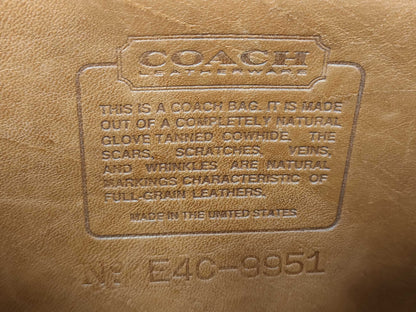 COACH
LEATHERWARE
THIS IS A COACH BAG. IT IS MADE
OUT OF A COMPLETELY NATURAL
GLOVE TANNED COWHIDE. THE
SCARS, SCRATCHES, VEINS,
AND WRINKLES ARE NATURAL
MARKINGS CHARACTERISTIC OF
FULL-GRAIN LEATHERS.
MADE IN THE UNITED STATES
Nº E4C-9951